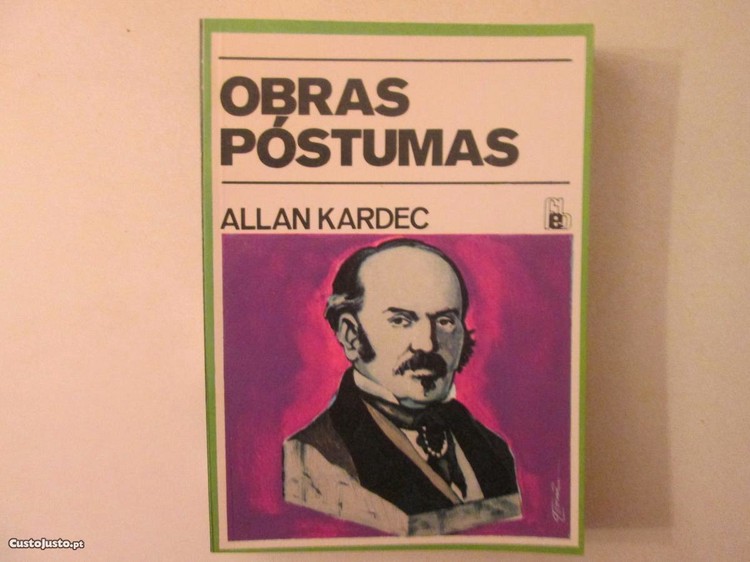 OBRAS
PÓSTUMAS
ALLAN KARDEC
CustoJusto.pt